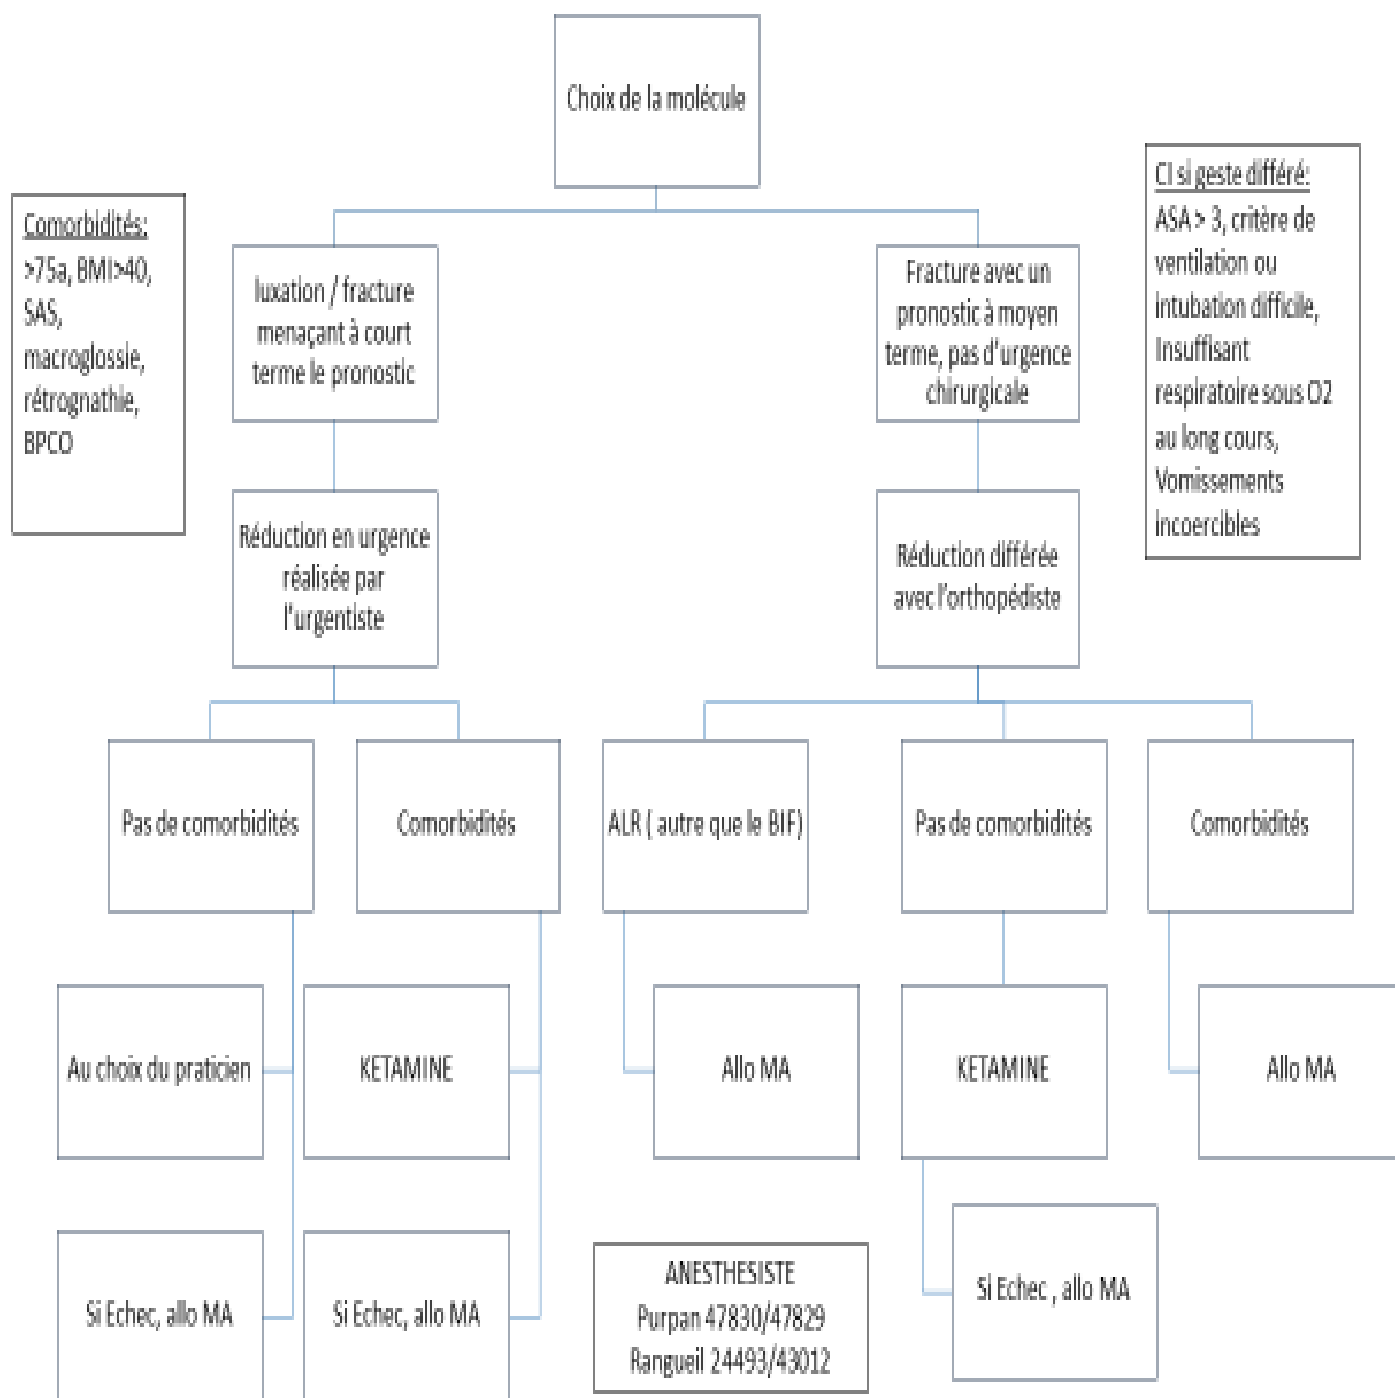 Choix de la molécule
Comorbidités:
>75a, BMI>40,
SAS,
macroglossie,
rétrognathie,
BPCO
CI si geste différé:
ASA > 3, critère de
ventilation ou
intubation difficile,
Insuffisant
respiratoire sous O2
au long cours,
Vomissements
incoercibles
luxation / fracture
menaçant à court
terme le pronostic
Fracture avec un
pronostic à moyen
terme, pas d'urgence
chirurgicale
Réduction en urgence
réalisée par
l'urgentiste
Réduction différée
avec l'orthopédiste
Pas de comorbidités
Comorbidités
ALR ( autre que le BIF)
Pas de comorbidités
Comorbidités
Au choix du praticien
KETAMINE
Allo MA
KETAMINE
Allo MA
Si Echec, allo MA
Si Echec, allo MA
ANESTHESISTE
Purpan 47830/47829
Rangueil 24493/43012
Si Echec , allo MA